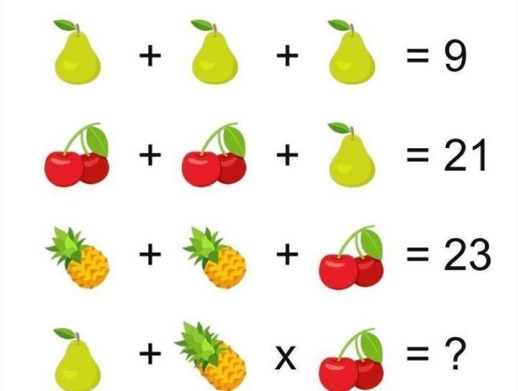 + + = 9
+ + = 21
+ + = 23
+ x = ?